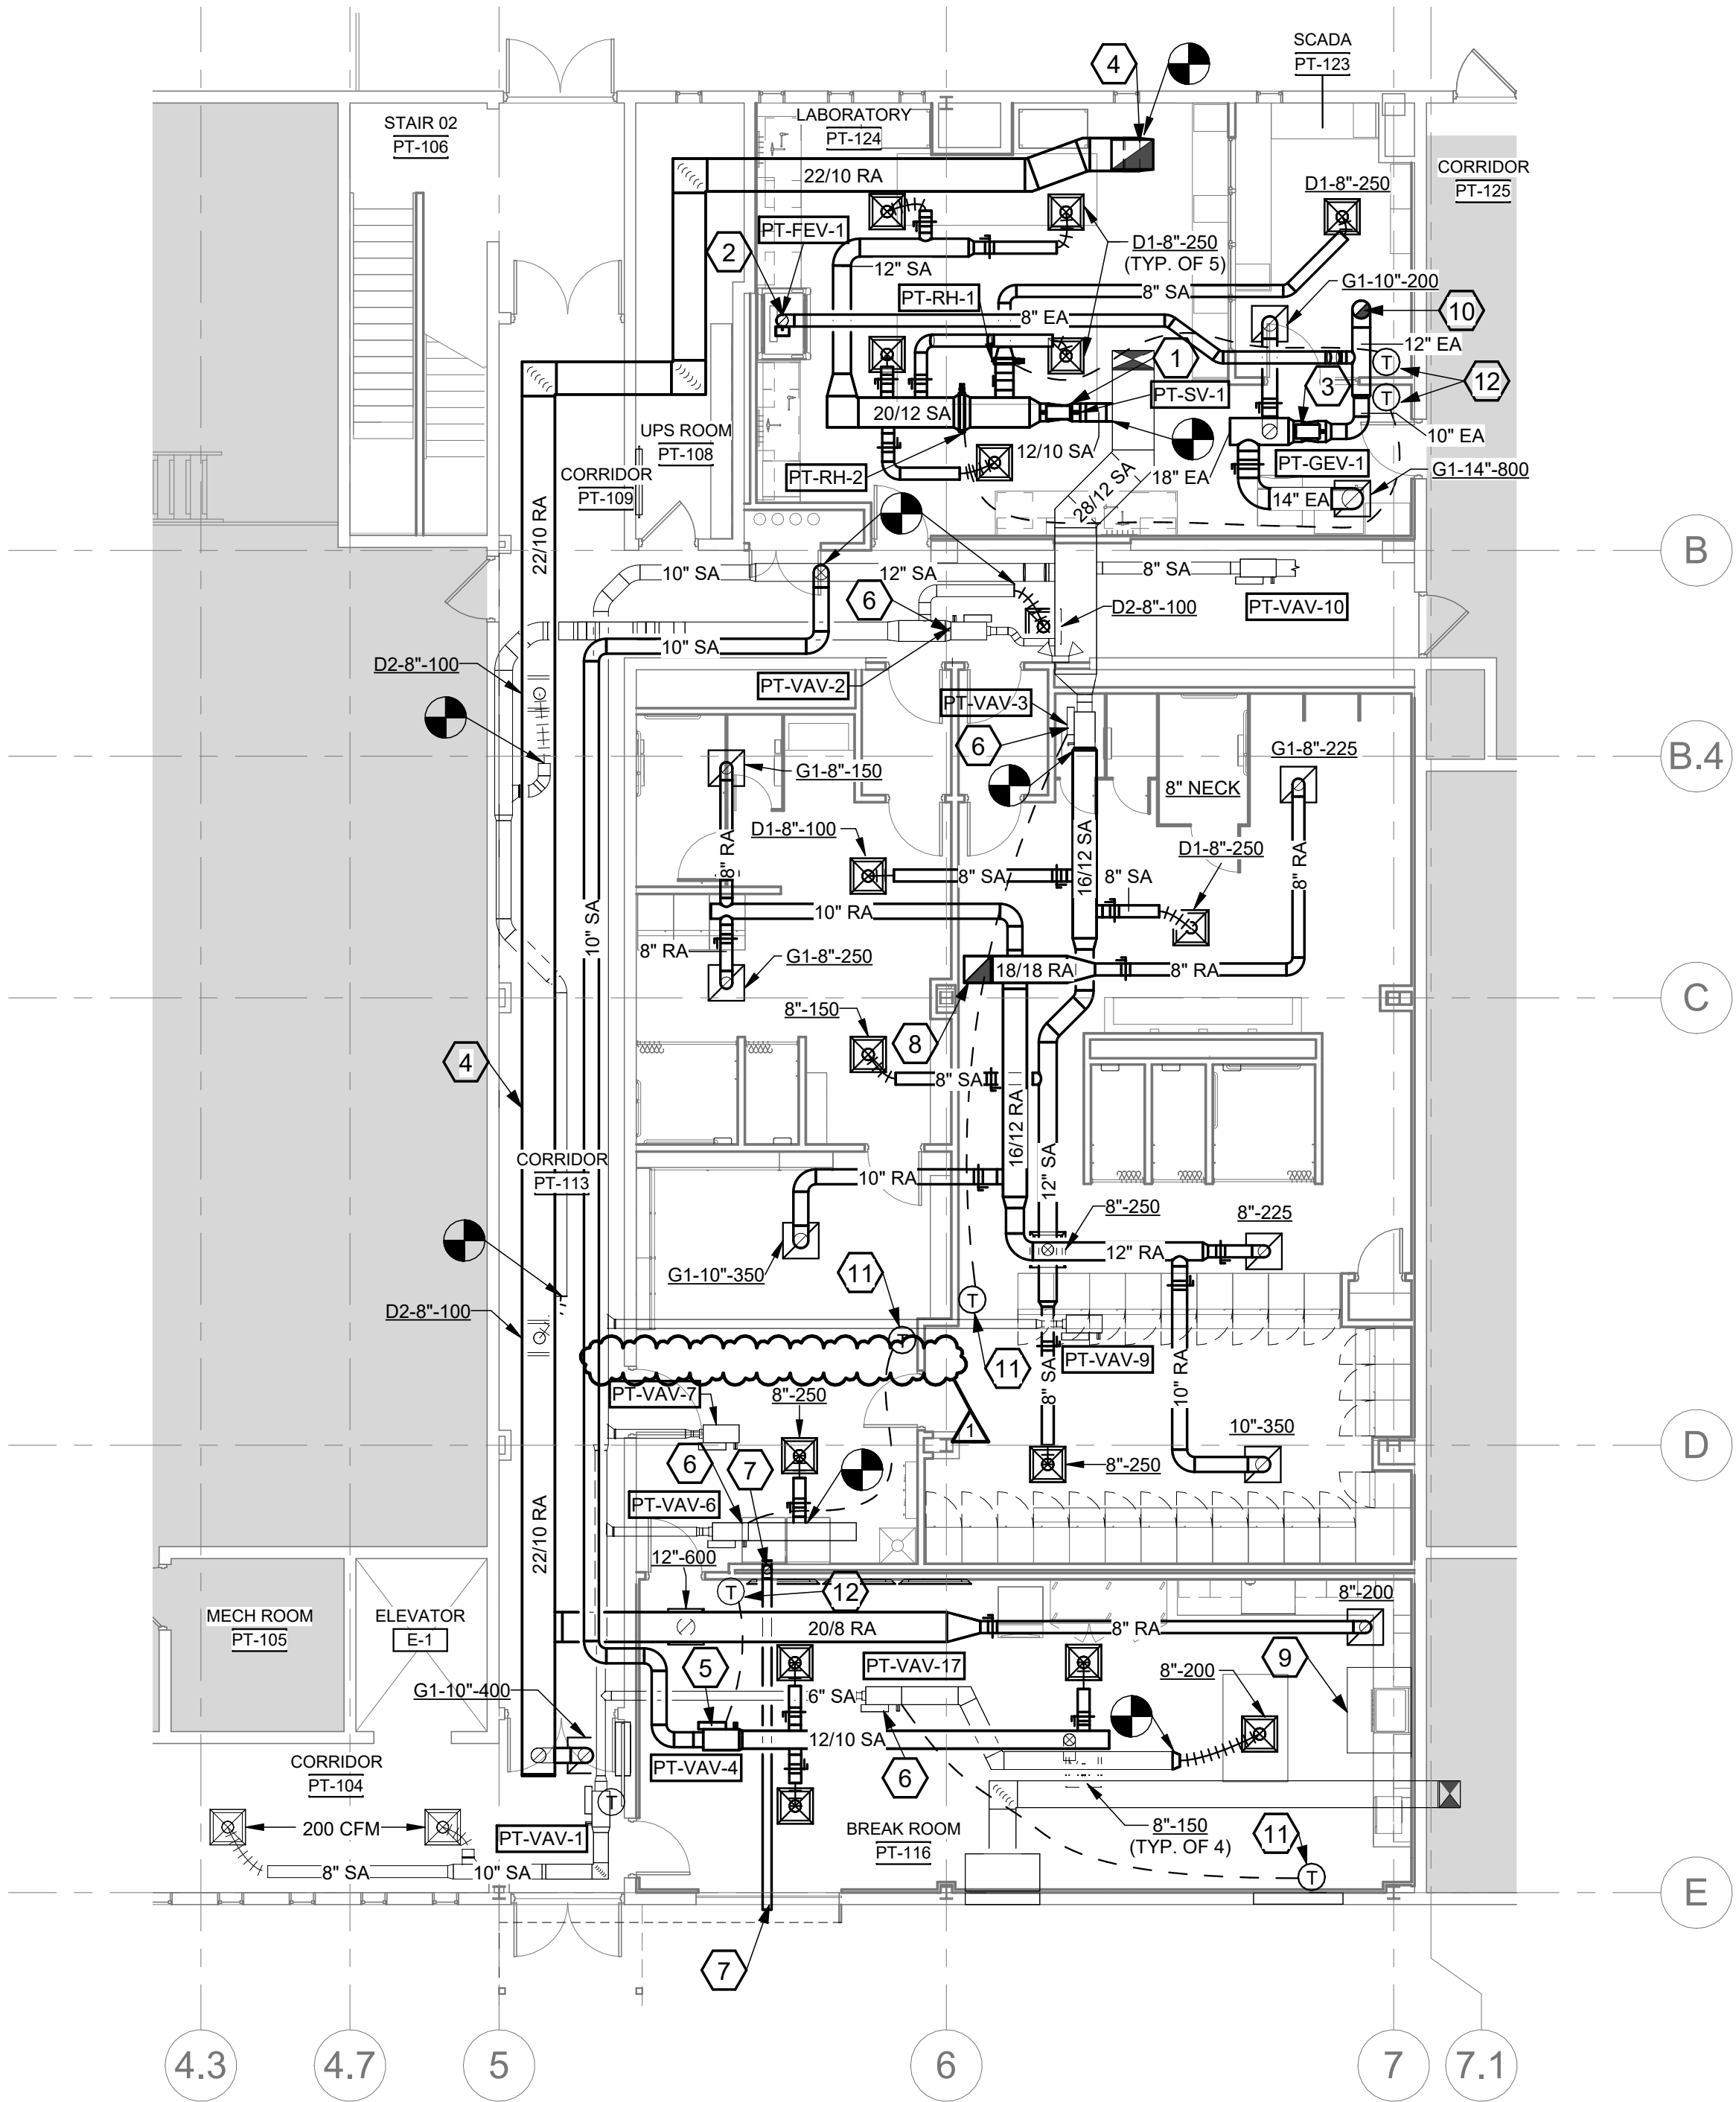 SCADA
PT-123
4
STAIR 02
PT-106
LABORATORY
PT-124
CORRIDOR
PT-125
22/10 RA
D1-8"-250
PT-FEV-1
2
D1-8"-250
(TYP. OF 5)
12" SA
8" SA
G1-10"-200
PT-RH-1
8" EA
10
12" EA
1
T
12
3
T
PT-SV-1
20/12 SA
UPS ROOM
PT-108
10" EA
12/10 SA
CORRIDOR
PT-109
PT-RH-2
18" EA
PT-GEV-1
G1-14"-800
28/12 SA
14" EA
22/10 RA
B
10" SA
12" SA
8" SA
6
D2-8"-100
PT-VAV-10
10" SA
D2-8"-100
PT-VAV-2
PT-VAV-3
6
G1-8"-225
B.4
G1-8"-150
8" NECK
D1-8"-100
8" RA
16/12 SA
D1-8"-250
8" RA
8" SA
8" SA
10" SA
10" RA
8" RA
G1-8"-250
18/18 RA
8" RA
C
8"-150
8
4
8" SA
16/12 RA
12" SA
CORRIDOR
PT-113
10" RA
8"-250
8"-225
12" RA
G1-10"-350
11
T
D2-8"-100
T
11
PT-VAV-9
PT-VAV-7
8"-250
8" SA
10" RA
1
10"-350
D
6
7
8"-250
PT-VAV-6
22/10 RA
12"-600
T
12
8"-200
MECH ROOM
PT-105
ELEVATOR
E-1
20/8 RA
8" RA
PT-VAV-17
9
5
8"-200
G1-10"-400
6" SA
12/10 SA
PT-VAV-4
6
CORRIDOR
PT-104
T
200 CFM
PT-VAV-1
BREAK ROOM
PT-116
8"-150
(TYP. OF 4)
11
T
8" SA
10" SA
E
7
4.3
4.7
5
6
7
7.1